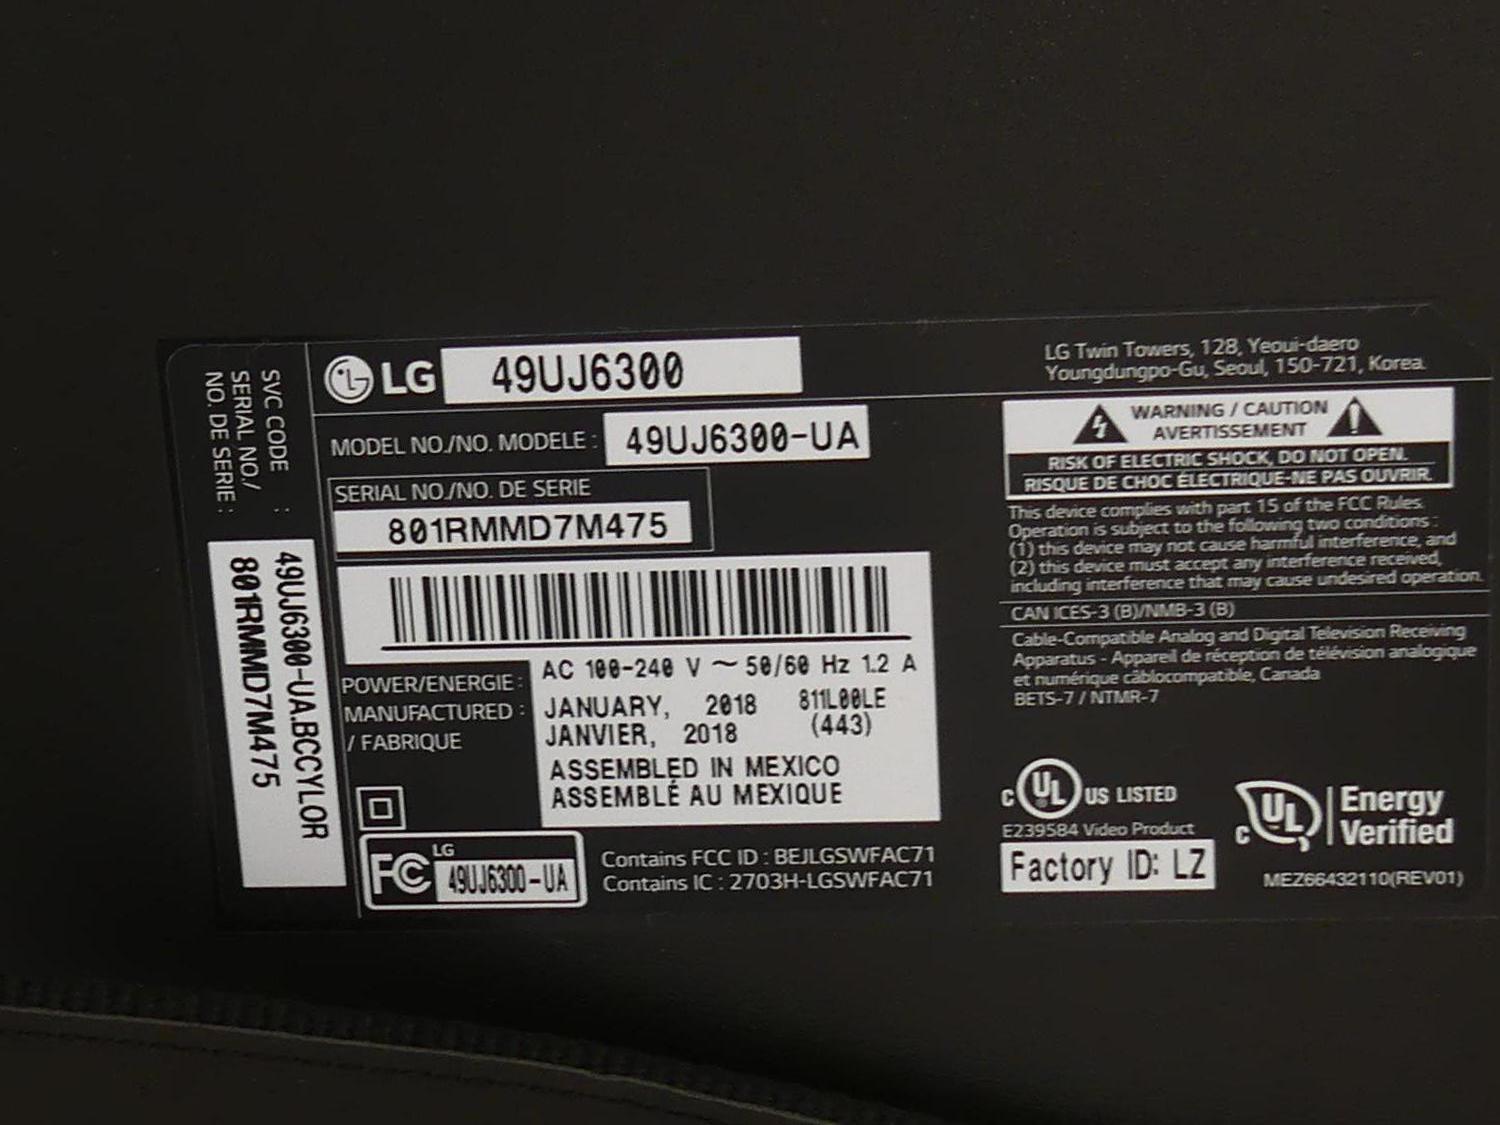 SVC CODE : 49UJ6300-UA.BCCYLOR
SERIAL NO./
NO. DE SERIE : 801RMMD7M475
LG 49UJ6300
MODEL NO./NO. MODELE : 49UJ6300-UA
SERIAL NO./NO. DE SERIE
801RMMD7M475
POWER/ENERGIE : AC 100-240 V ~ 50/60 Hz 1.2 A
MANUFACTURED : JANUARY, 2018 811L00LE
/ FABRIQUE JANVIER, 2018 (443)
ASSEMBLED IN MEXICO
ASSEMBLÉ AU MEXIQUE
FC LG
49UJ6300-UA
Contains FCC ID : BEJLGSWFAC71
Contains IC : 2703H-LGSWFAC71
LG Twin Towers, 128, Yeoui-daero
Youngdungpo-Gu, Seoul, 150-721, Korea.
WARNING / CAUTION
AVERTISSEMENT
RISK OF ELECTRIC SHOCK, DO NOT OPEN.
RISQUE DE CHOC ÉLECTRIQUE-NE PAS OUVRIR.
This device complies with part 15 of the FCC Rules.
Operation is subject to the following two conditions :
(1) this device may not cause harmful interference, and
(2) this device must accept any interference received,
including interference that may cause undesired operation.
CAN ICES-3 (B)/NMB-3 (B)
Cable-Compatible Analog and Digital Television Receiving
Apparatus - Appareil de réception de télévision analogique
et numérique câblocompatible, Canada
BETS-7 / NTMR-7
c UL US LISTED
E239584 Video Product
Factory ID: LZ
c UL Energy
Verified
MEZ66432110(REV01)